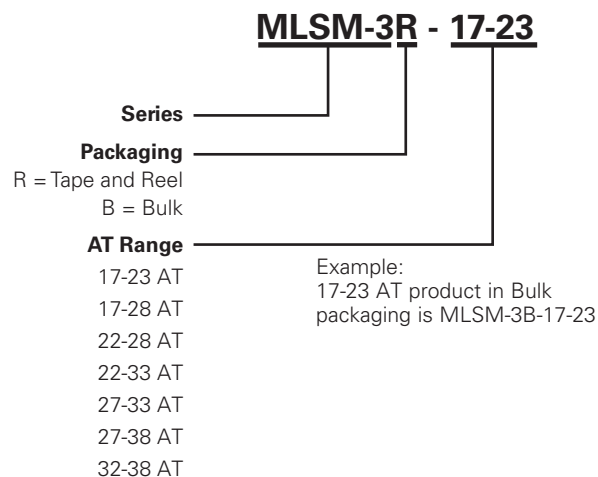 MLSM-3R - 17-23
Series
Packaging
R = Tape and Reel
B = Bulk
AT Range
17-23 AT
17-28 AT
22-28 AT
22-33 AT
27-33 AT
27-38 AT
32-38 AT
Example:
17-23 AT product in Bulk
packaging is MLSM-3B-17-23